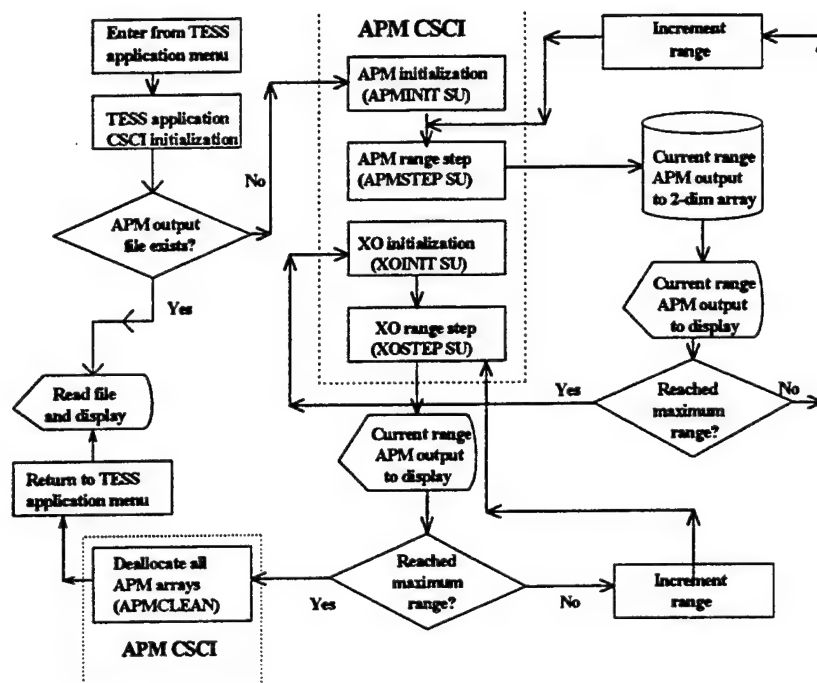 Enter from TESS
application menu
TESS application
CSCI initialization
APM output
file exists?
No
Yes
Read file
and display
Return to TESS
application menu
Deallocate all
APM arrays
(APMCLEAN)
APM CSCI
APM CSCI
APM initialization
(APMINIT SU)
APM range step
(APMSTEP SU)
XO initialization
(XOINIT SU)
XO range step
(XOSTEP SU)
Current range
APM output
to display
Reached
maximum
range?
Yes
No
Increment
range
Increment
range
Current range
APM output
to 2-dim array
Current range
APM output
to display
Reached
maximum
range?
Yes
No